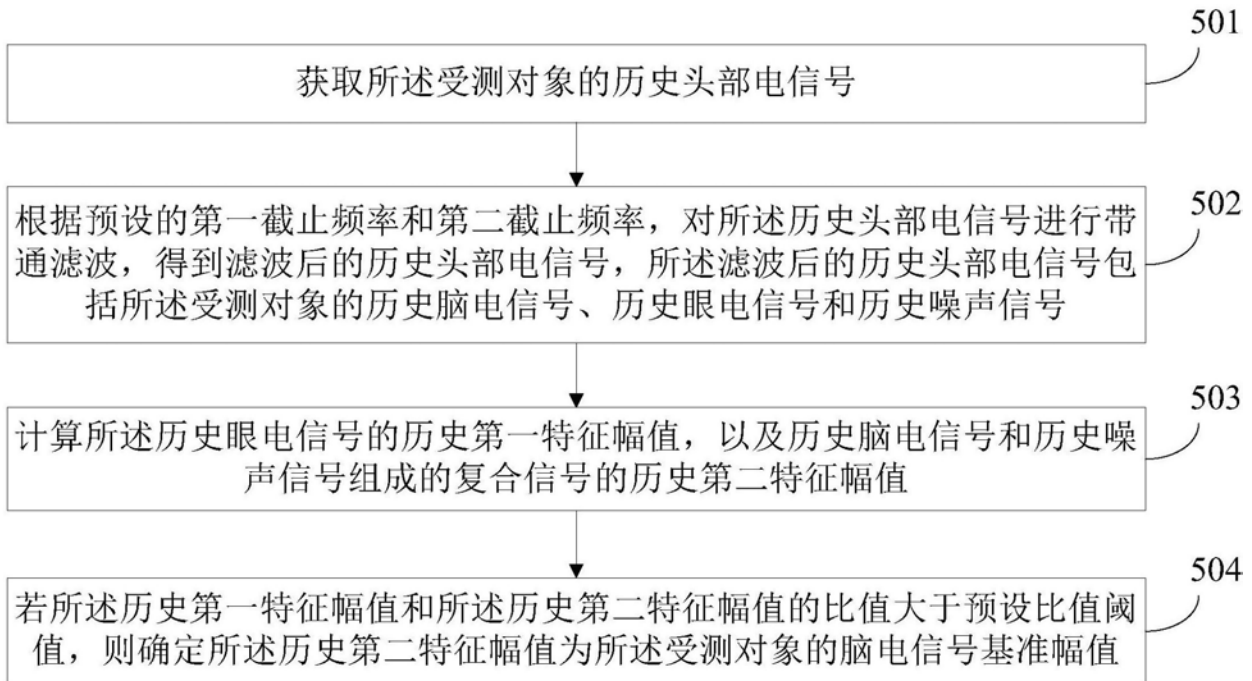 501
获取所述受测对象的历史头部电信号
502
根据预设的第一截止频率和第二截止频率，对所述历史头部电信号进行带
通滤波，得到滤波后的历史头部电信号，所述滤波后的历史头部电信号包
括所述受测对象的历史脑电信号、历史眼电信号和历史噪声信号
503
计算所述历史眼电信号的历史第一特征幅值，以及历史脑电信号和历史噪
声信号组成的复合信号的历史第二特征幅值
504
若所述历史第一特征幅值和所述历史第二特征幅值的比值大于预设比值阈
值，则确定所述历史第二特征幅值为所述受测对象的脑电信号基准幅值